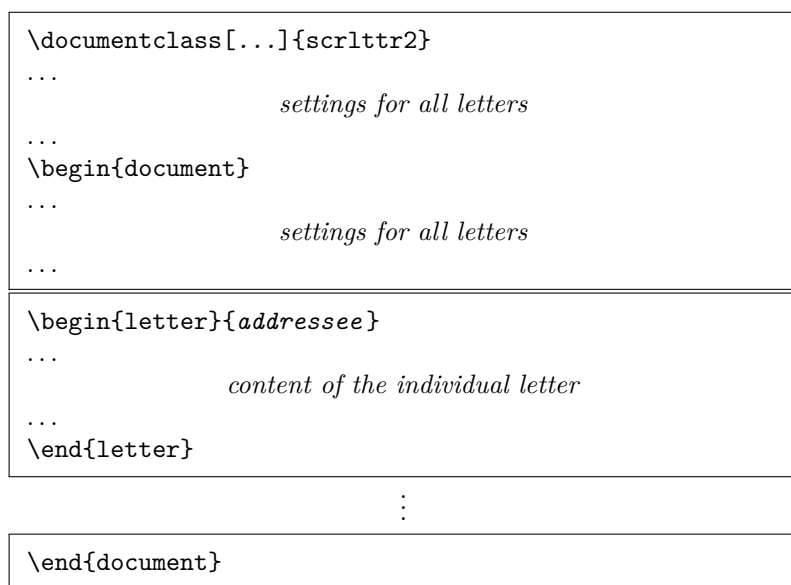 \documentclass[...]{scrlttr2}
...
settings for all letters
...
\begin{document}
...
settings for all letters
...
\begin{letter}{addressee}
...
content of the individual letter
...
\end{letter}
⋮
\end{document}